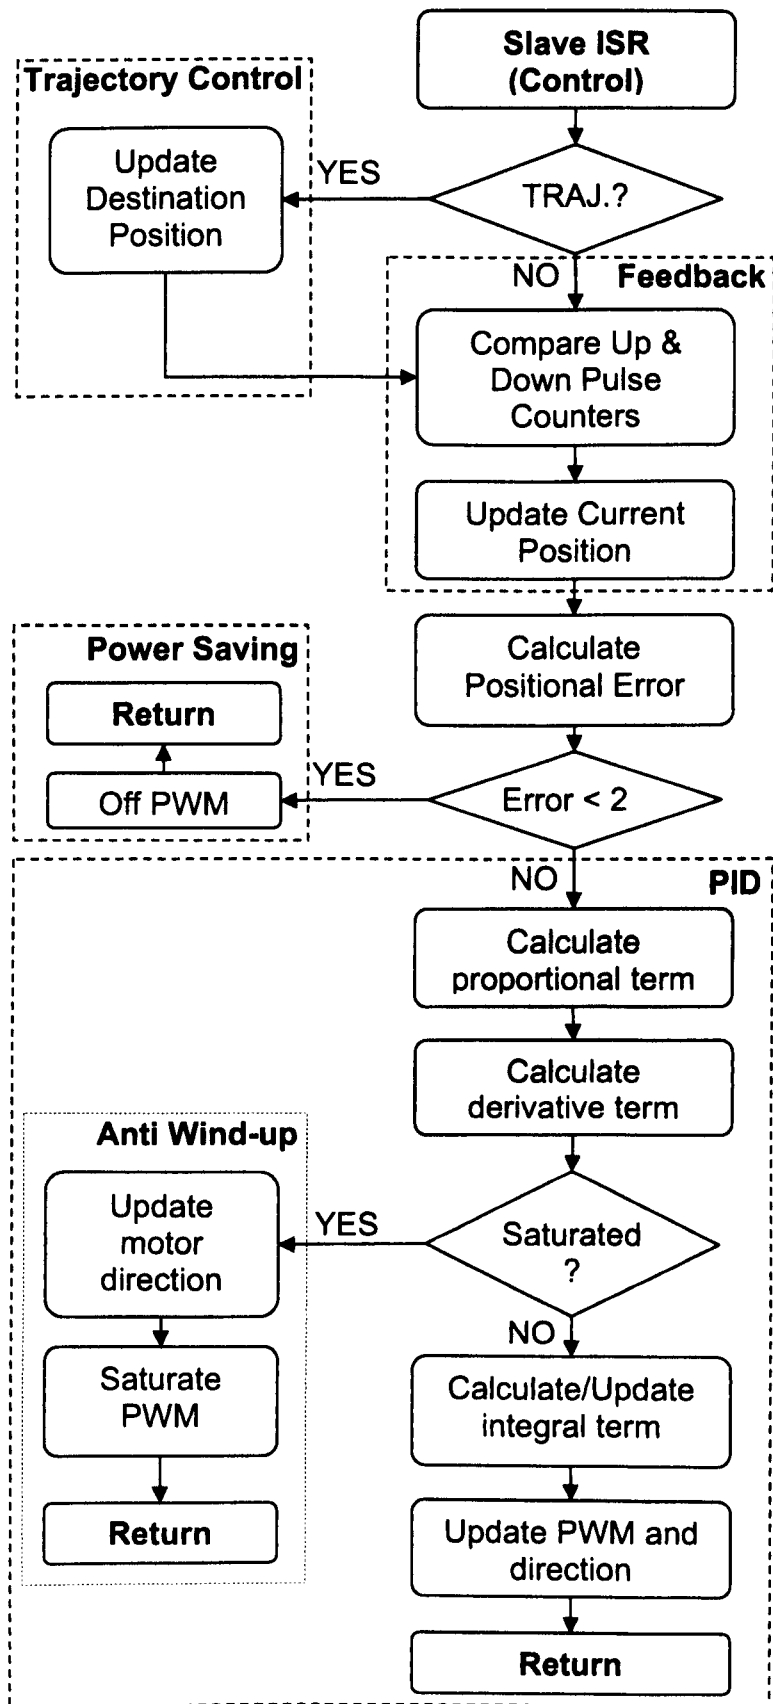 Slave ISR
(Control)
Trajectory Control
Update
Destination
Position
YES
TRAJ.?
NO
Feedback
Compare Up &
Down Pulse
Counters
Update Current
Position
Calculate
Positional Error
Power Saving
Return
Off PWM
YES
Error < 2
NO
PID
Calculate
proportional term
Calculate
derivative term
Anti Wind-up
Update
motor
direction
YES
Saturated
?
NO
Saturate
PWM
Calculate/Update
integral term
Return
Update PWM and
direction
Return